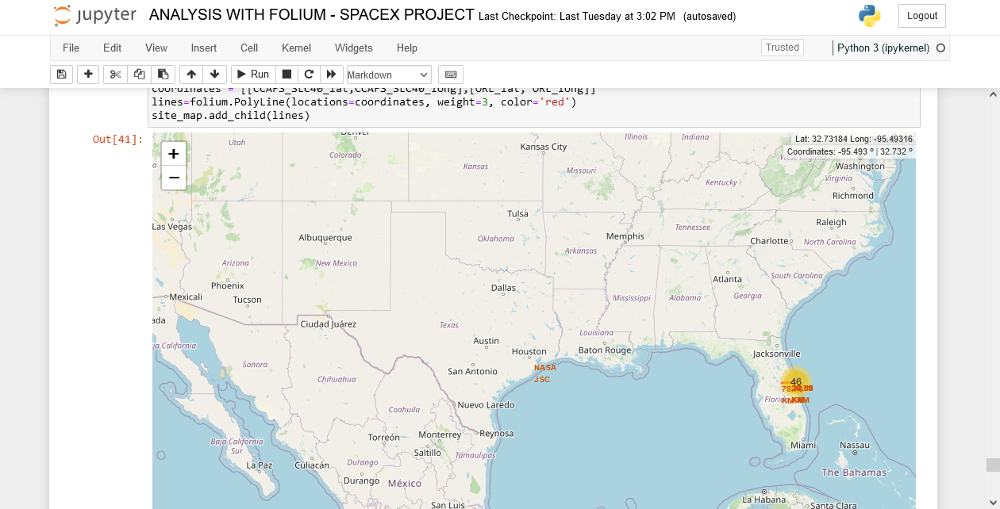 jupyter ANALYSIS WITH FOLIUM - SPACEX PROJECT Last Checkpoint: Last Tuesday at 3:02 PM (autosaved) Logout
File Edit View Insert Cell Kernel Widgets Help Trusted Python 3 (ipykernel)
Run Markdown
coordinates = [[CCAFS_SLC40_lat,CCAFS_SLC40_long],[ORL_lat, ORL_long]]
lines=folium.PolyLine(locations=coordinates, weight=3, color='red')
site_map.add_child(lines)
Out[41]:
Lat: 32.73184 Long: -95.49316
Coordinates: -95.493 º | 32.732 º
+
−
Denver
Utah
Colorado
Kansas City
Illinois
Indiana
Kansas
Missouri
West Virginia
Washington
Kentucky
Virginia
Richmond
Las Vegas
Tulsa
Albuquerque
Oklahoma
Memphis
Tennessee
Raleigh
Charlotte
North Carolina
Arizona
New Mexico
Arkansas
Phoenix
Mexicali
Tucson
Dallas
Atlanta
South Carolina
Mississippi
Alabama
Georgia
ada
Ciudad Juárez
Texas
Louisiana
Austin
ja California
Houston
Baton Rouge
Jacksonville
Sonora
San Antonio
NASA
JSC
Chihuahua
46
Florida
KM
Coahuila
Nuevo Laredo
Baja California
Sur
Torreón
Monterrey
Reynosa
Miami
Nassau
La Paz
Culiacán
Saltillo
Tamaulipas
Durango
Durango
México
The Bahamas
San Luis
La Habana
Santa Clara